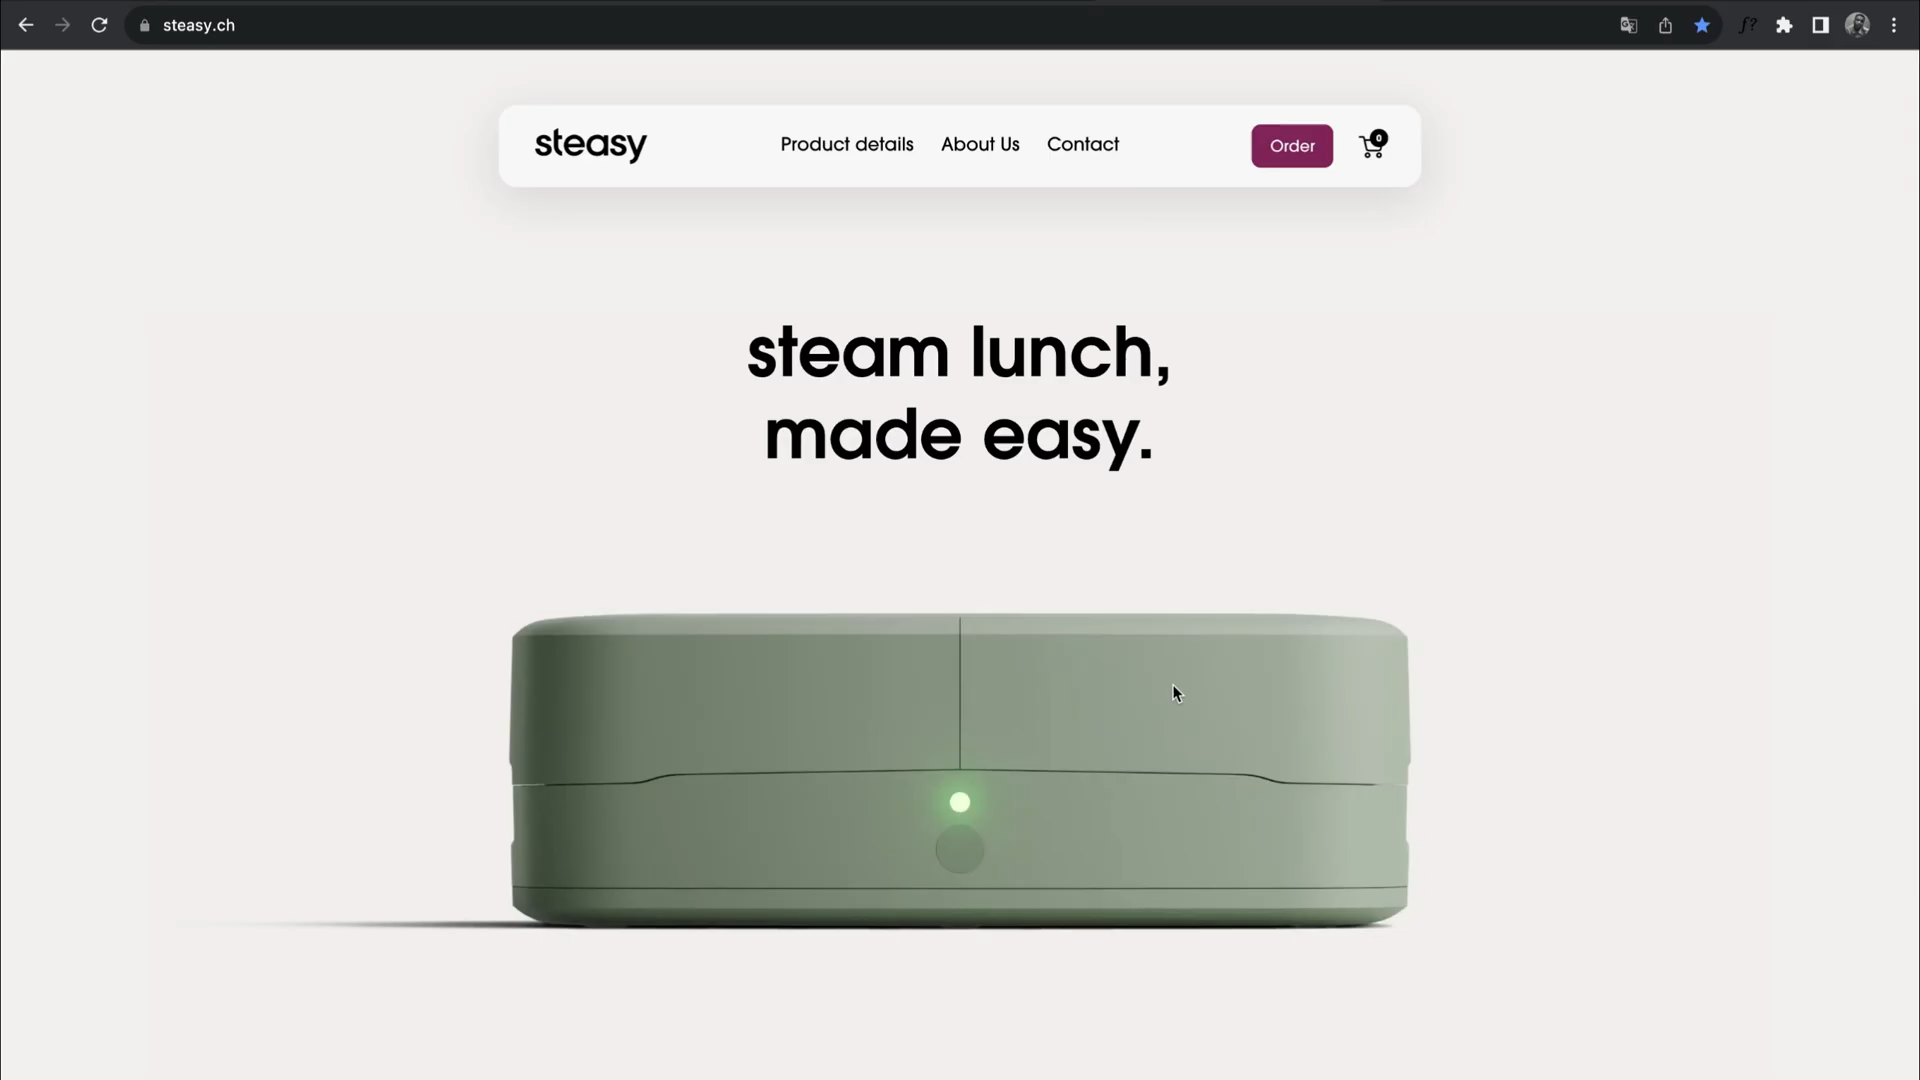 steasy.ch
f?
steasy
Product details
About Us
Contact
Order
0
steam lunch,
made easy.